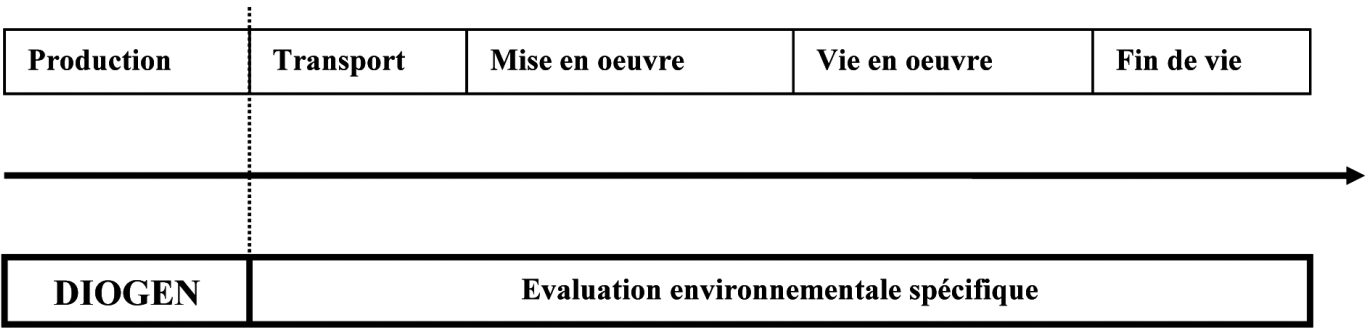 Production Transport Mise en oeuvre Vie en oeuvre Fin de vie
DIOGEN Evaluation environnementale spécifique